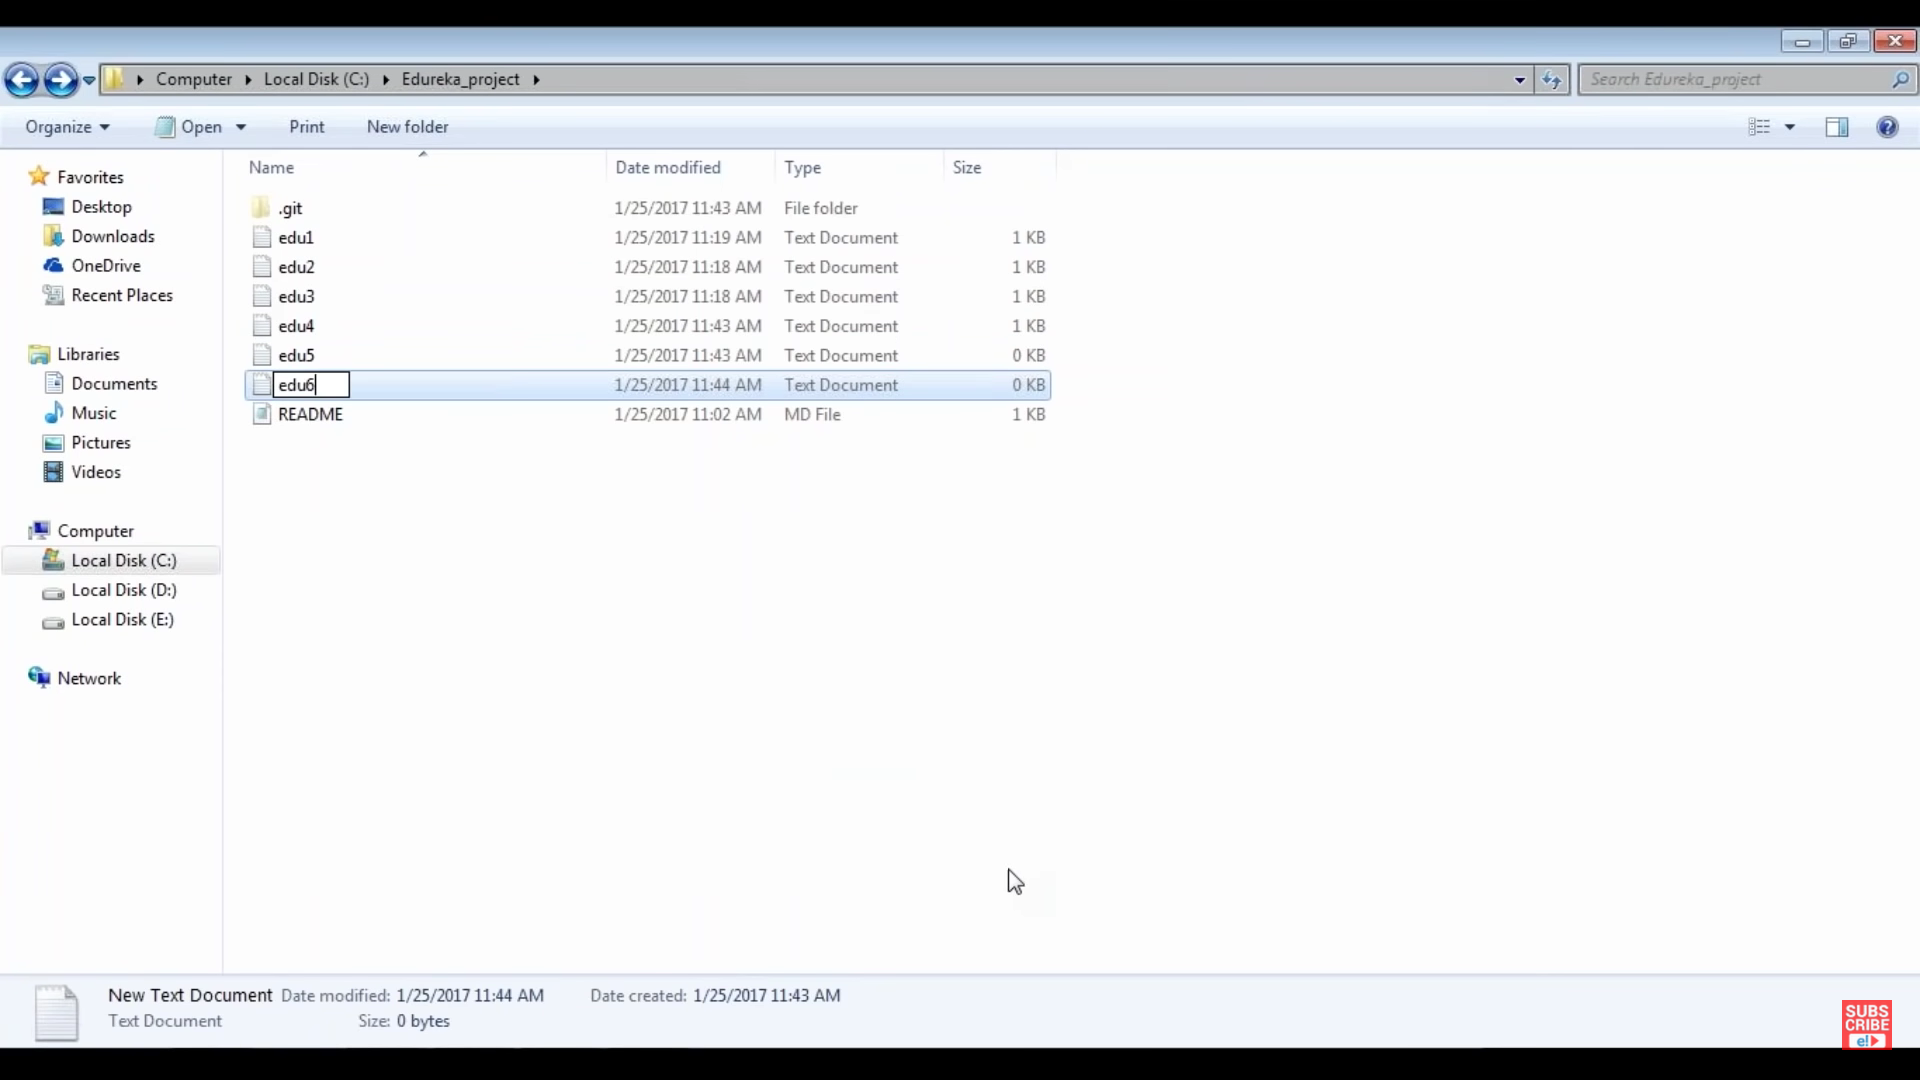 Computer Local Disk (C:) Edureka_project
Search Edureka_project
Organize Open Print New folder
Name Date modified Type Size
Favorites
Desktop
Downloads
OneDrive
Recent Places
Libraries
Documents
Music
Pictures
Videos
Computer
Local Disk (C:)
Local Disk (D:)
Local Disk (E:)
Network
.git 1/25/2017 11:43 AM File folder
edu1 1/25/2017 11:19 AM Text Document 1 KB
edu2 1/25/2017 11:18 AM Text Document 1 KB
edu3 1/25/2017 11:18 AM Text Document 1 KB
edu4 1/25/2017 11:43 AM Text Document 1 KB
edu5 1/25/2017 11:43 AM Text Document 0 KB
edu6 1/25/2017 11:44 AM Text Document 0 KB
README 1/25/2017 11:02 AM MD File 1 KB
New Text Document Date modified: 1/25/2017 11:44 AM Date created: 1/25/2017 11:43 AM
Text Document Size: 0 bytes
SUBS
CRIBE
e!